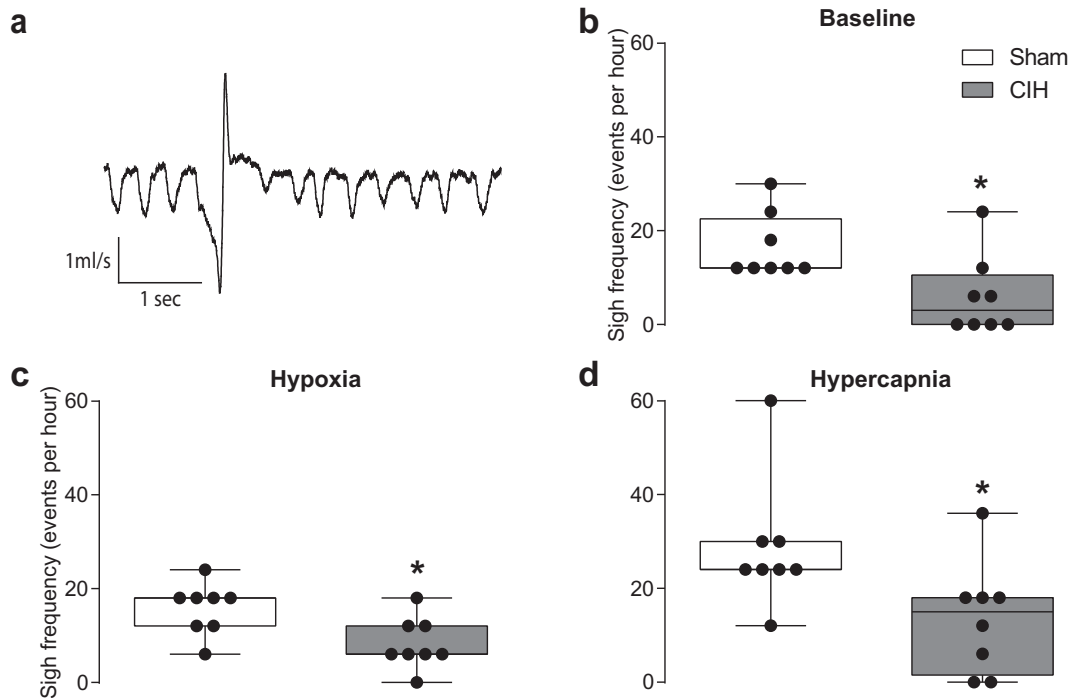 a
1ml/s
1 sec
b
Baseline
Sigh frequency (events per hour)
60
40
20
0
Sham
CIH
*
c
Hypoxia
Sigh frequency (events per hour)
60
40
20
0
*
d
Hypercapnia
60
40
20
0
*